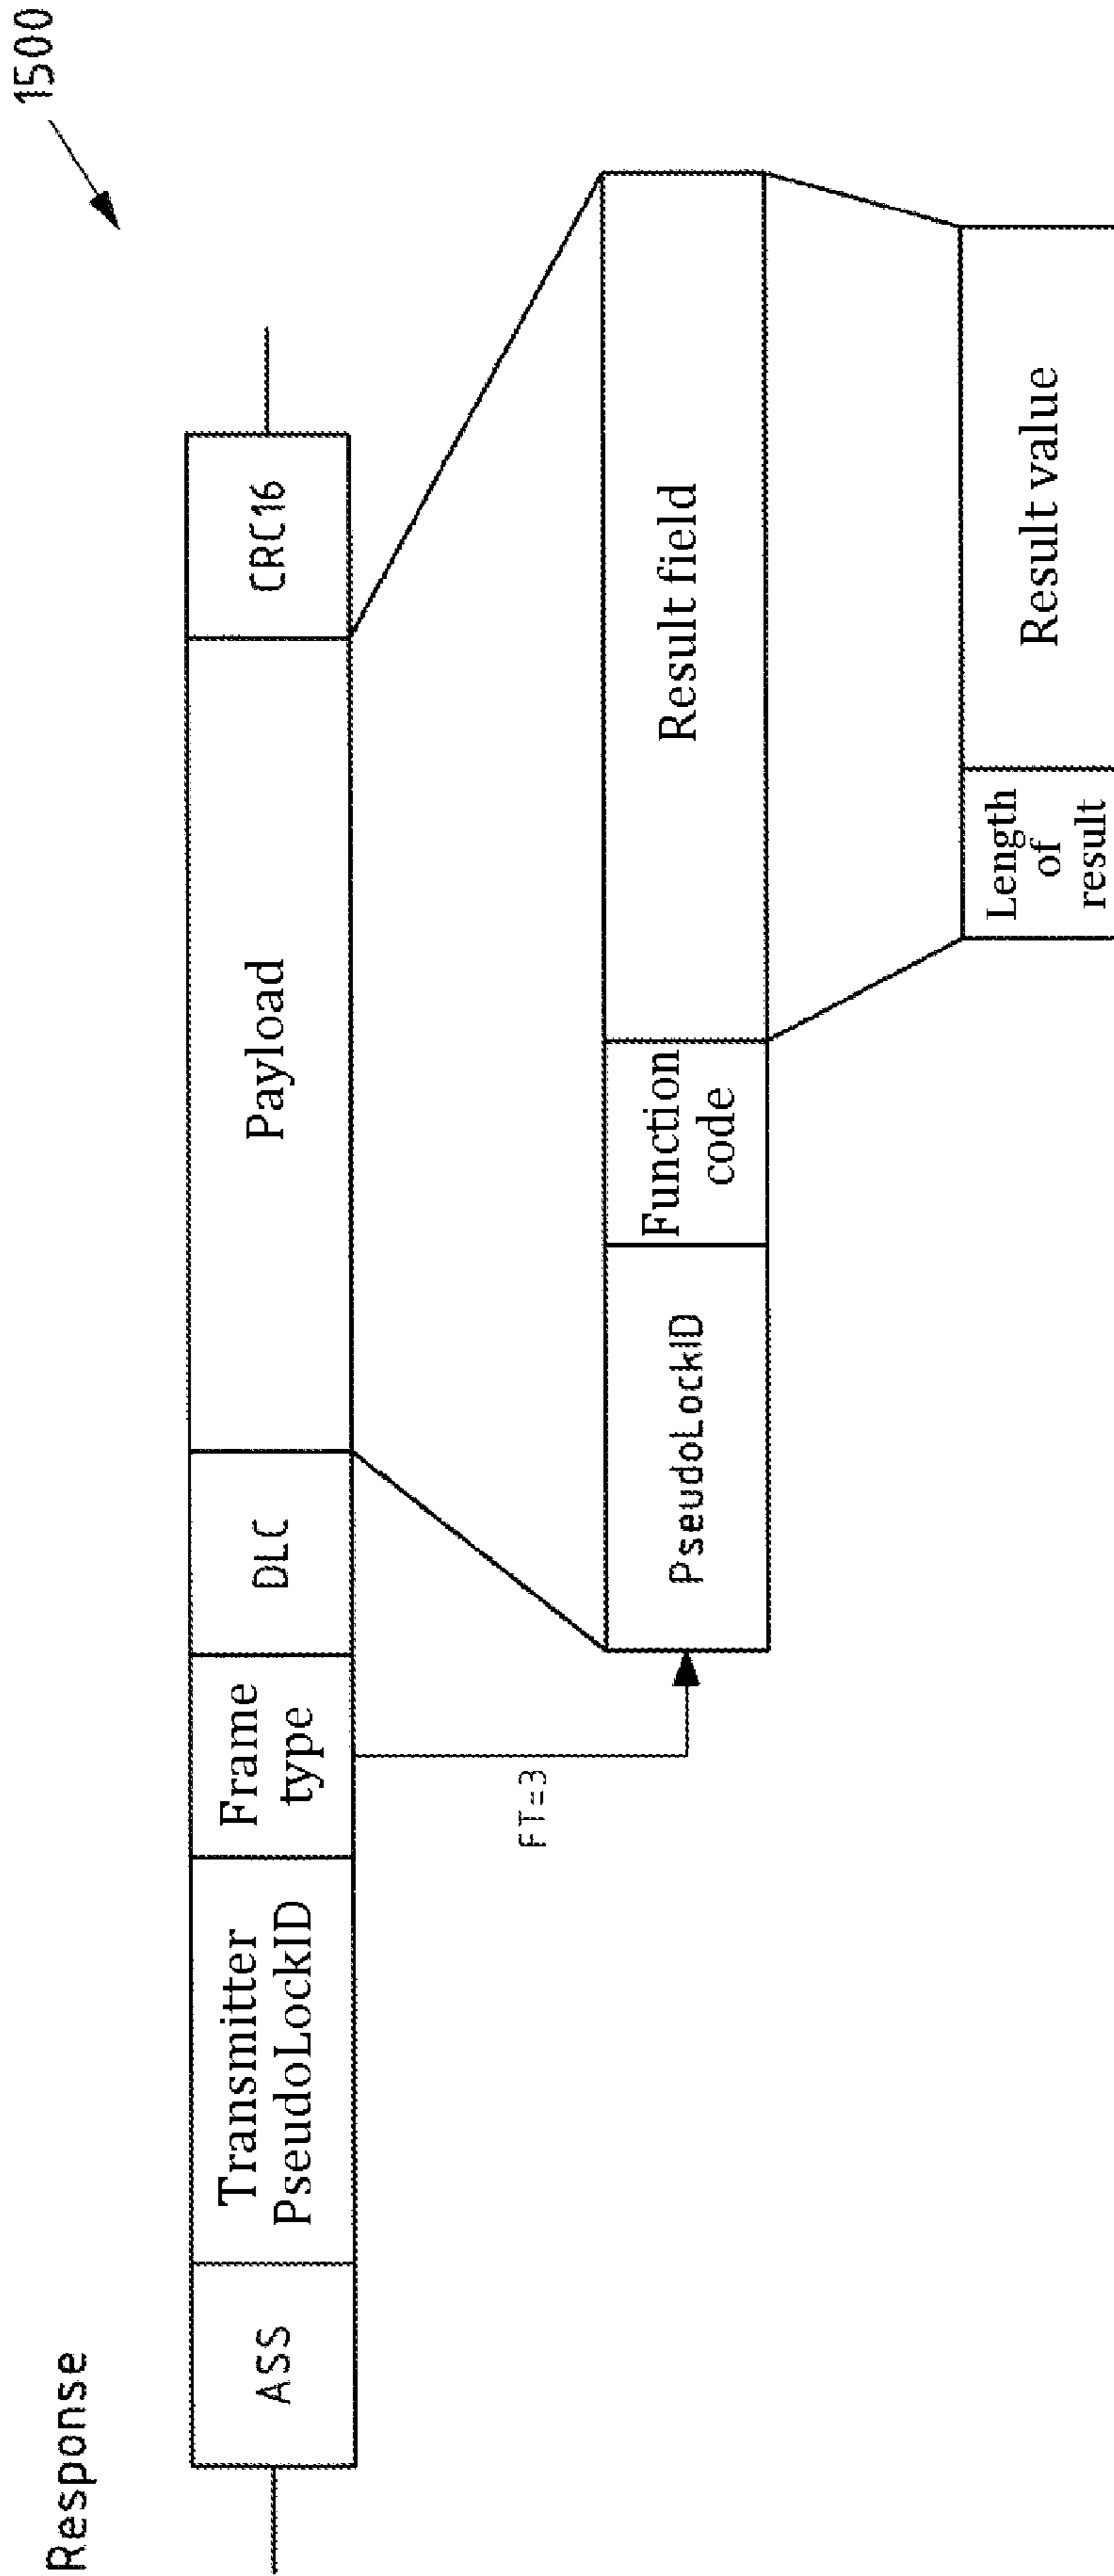 Response
1500
ASS
Transmitter
PseudoLockID
Frame
type
DLC
Payload
CRC16
FT=3
PseudoLockID
Function
code
Result field
Length
of
result
Result value